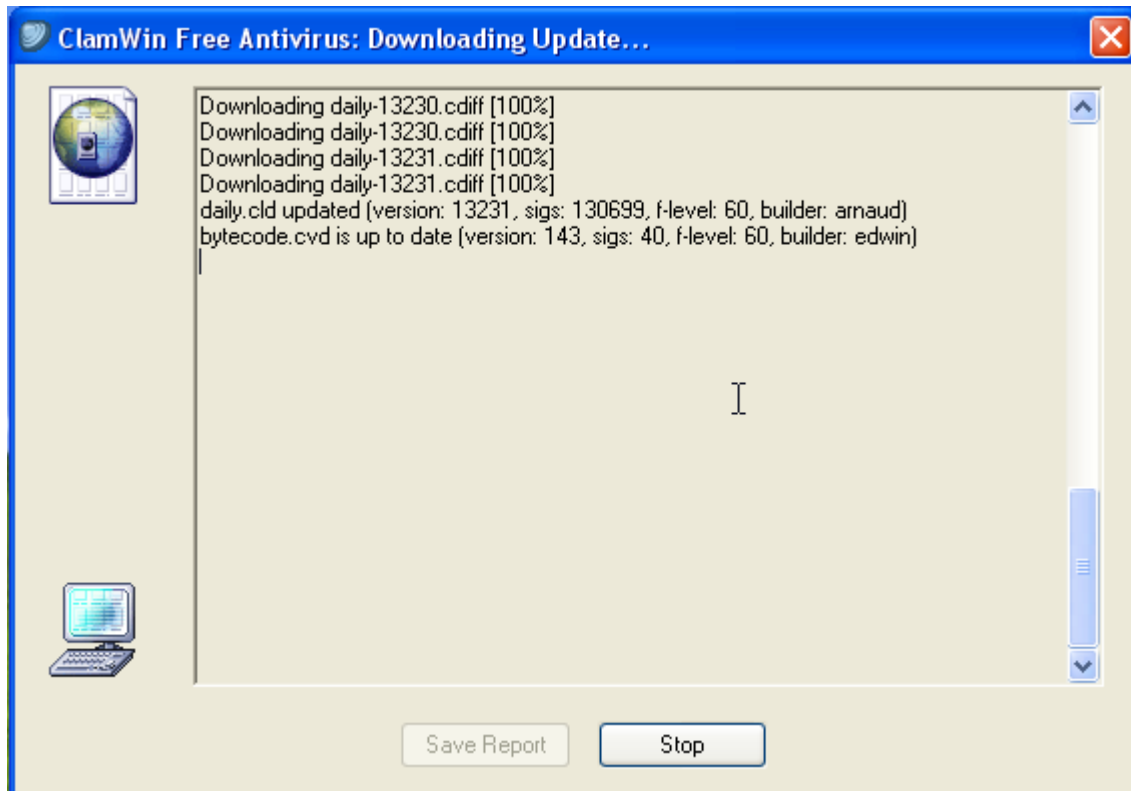 ClamWin Free Antivirus: Downloading Update...
Downloading daily-13230.cdiff [100%]
Downloading daily-13230.cdiff [100%]
Downloading daily-13231.cdiff [100%]
Downloading daily-13231.cdiff [100%]
daily.cld updated (version: 13231, sigs: 130699, f-level: 60, builder: arnaud)
bytecode.cvd is up to date (version: 143, sigs: 40, f-level: 60, builder: edwin)
Save Report
Stop